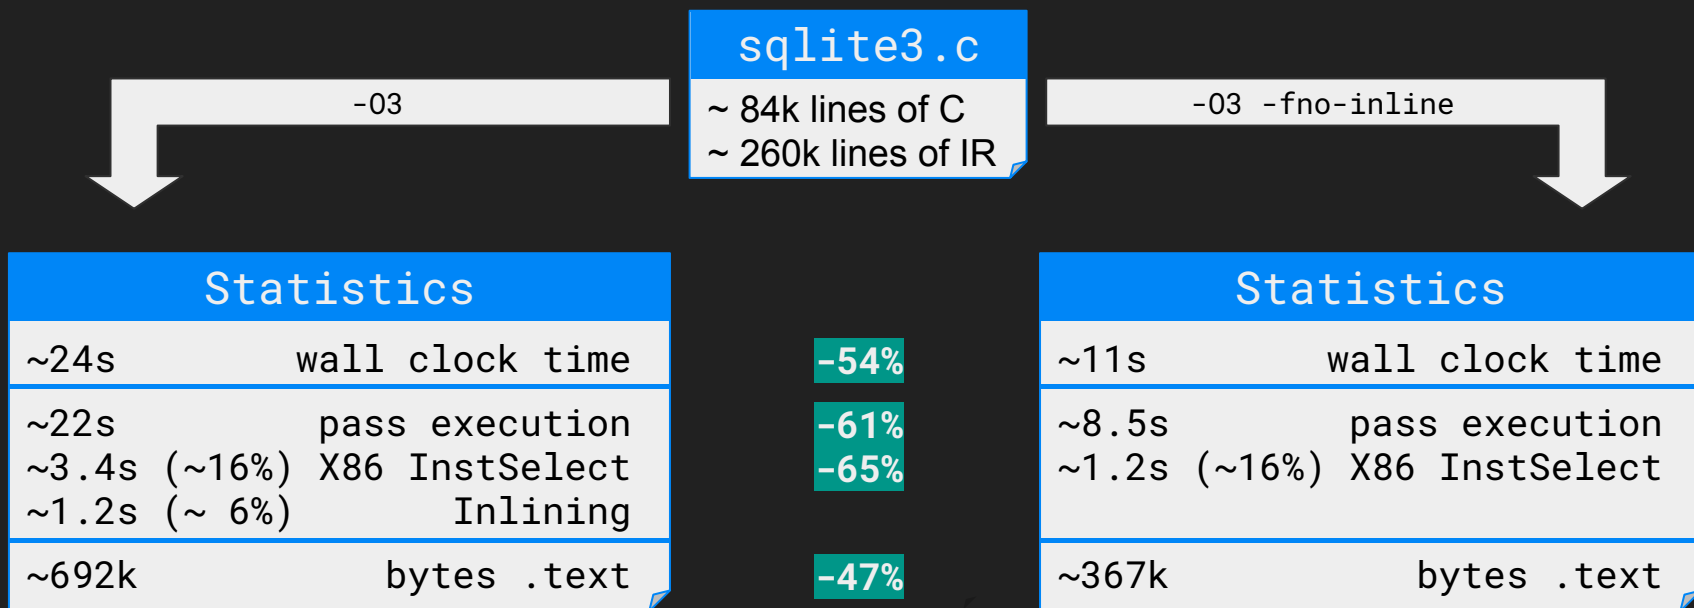 sqlite3.c
-O3
~ 84k lines of C
~ 260k lines of IR
-O3 -fno-inline
Statistics
~24s wall clock time
~22s pass execution
~3.4s (~16%) X86 InstSelect
~1.2s (~ 6%) Inlining
~692k bytes .text
-54%
-61%
-65%
-47%
Statistics
~11s wall clock time
~8.5s pass execution
~1.2s (~16%) X86 InstSelect
~367k bytes .text